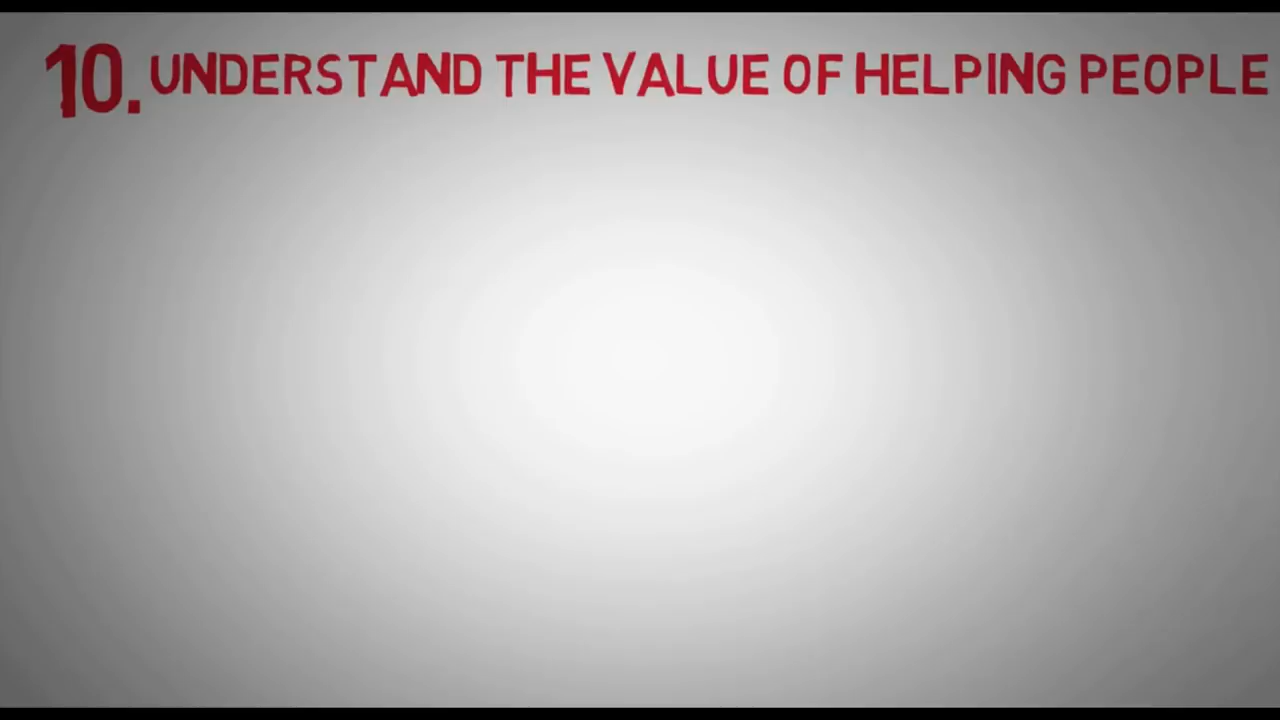 10. UNDERSTAND THE VALUE OF HELPING PEOPLE